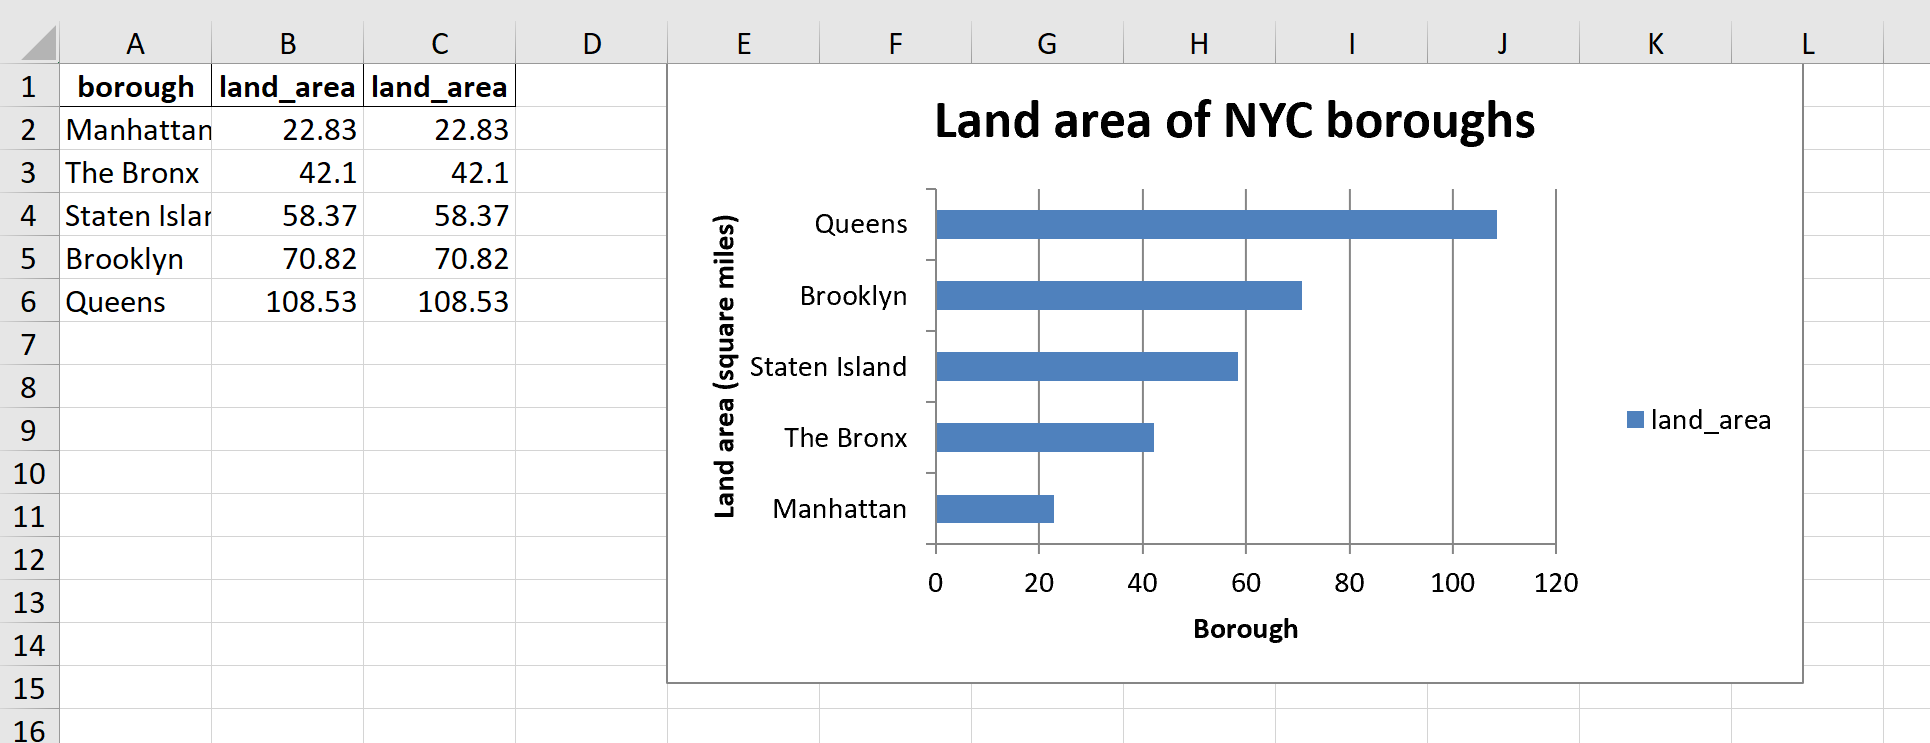 A B C D E F G H I J K L
1 borough land_area land_area
2 Manhattan 22.83 22.83
3 The Bronx 42.1 42.1
4 Staten Islar 58.37 58.37
5 Brooklyn 70.82 70.82
6 Queens 108.53 108.53
7
8
9
10
11
12
13
14
15
16
Land area of NYC boroughs
Land area (square miles)
Queens
Brooklyn
Staten Island
The Bronx
Manhattan
0 20 40 60 80 100 120
Borough
land_area